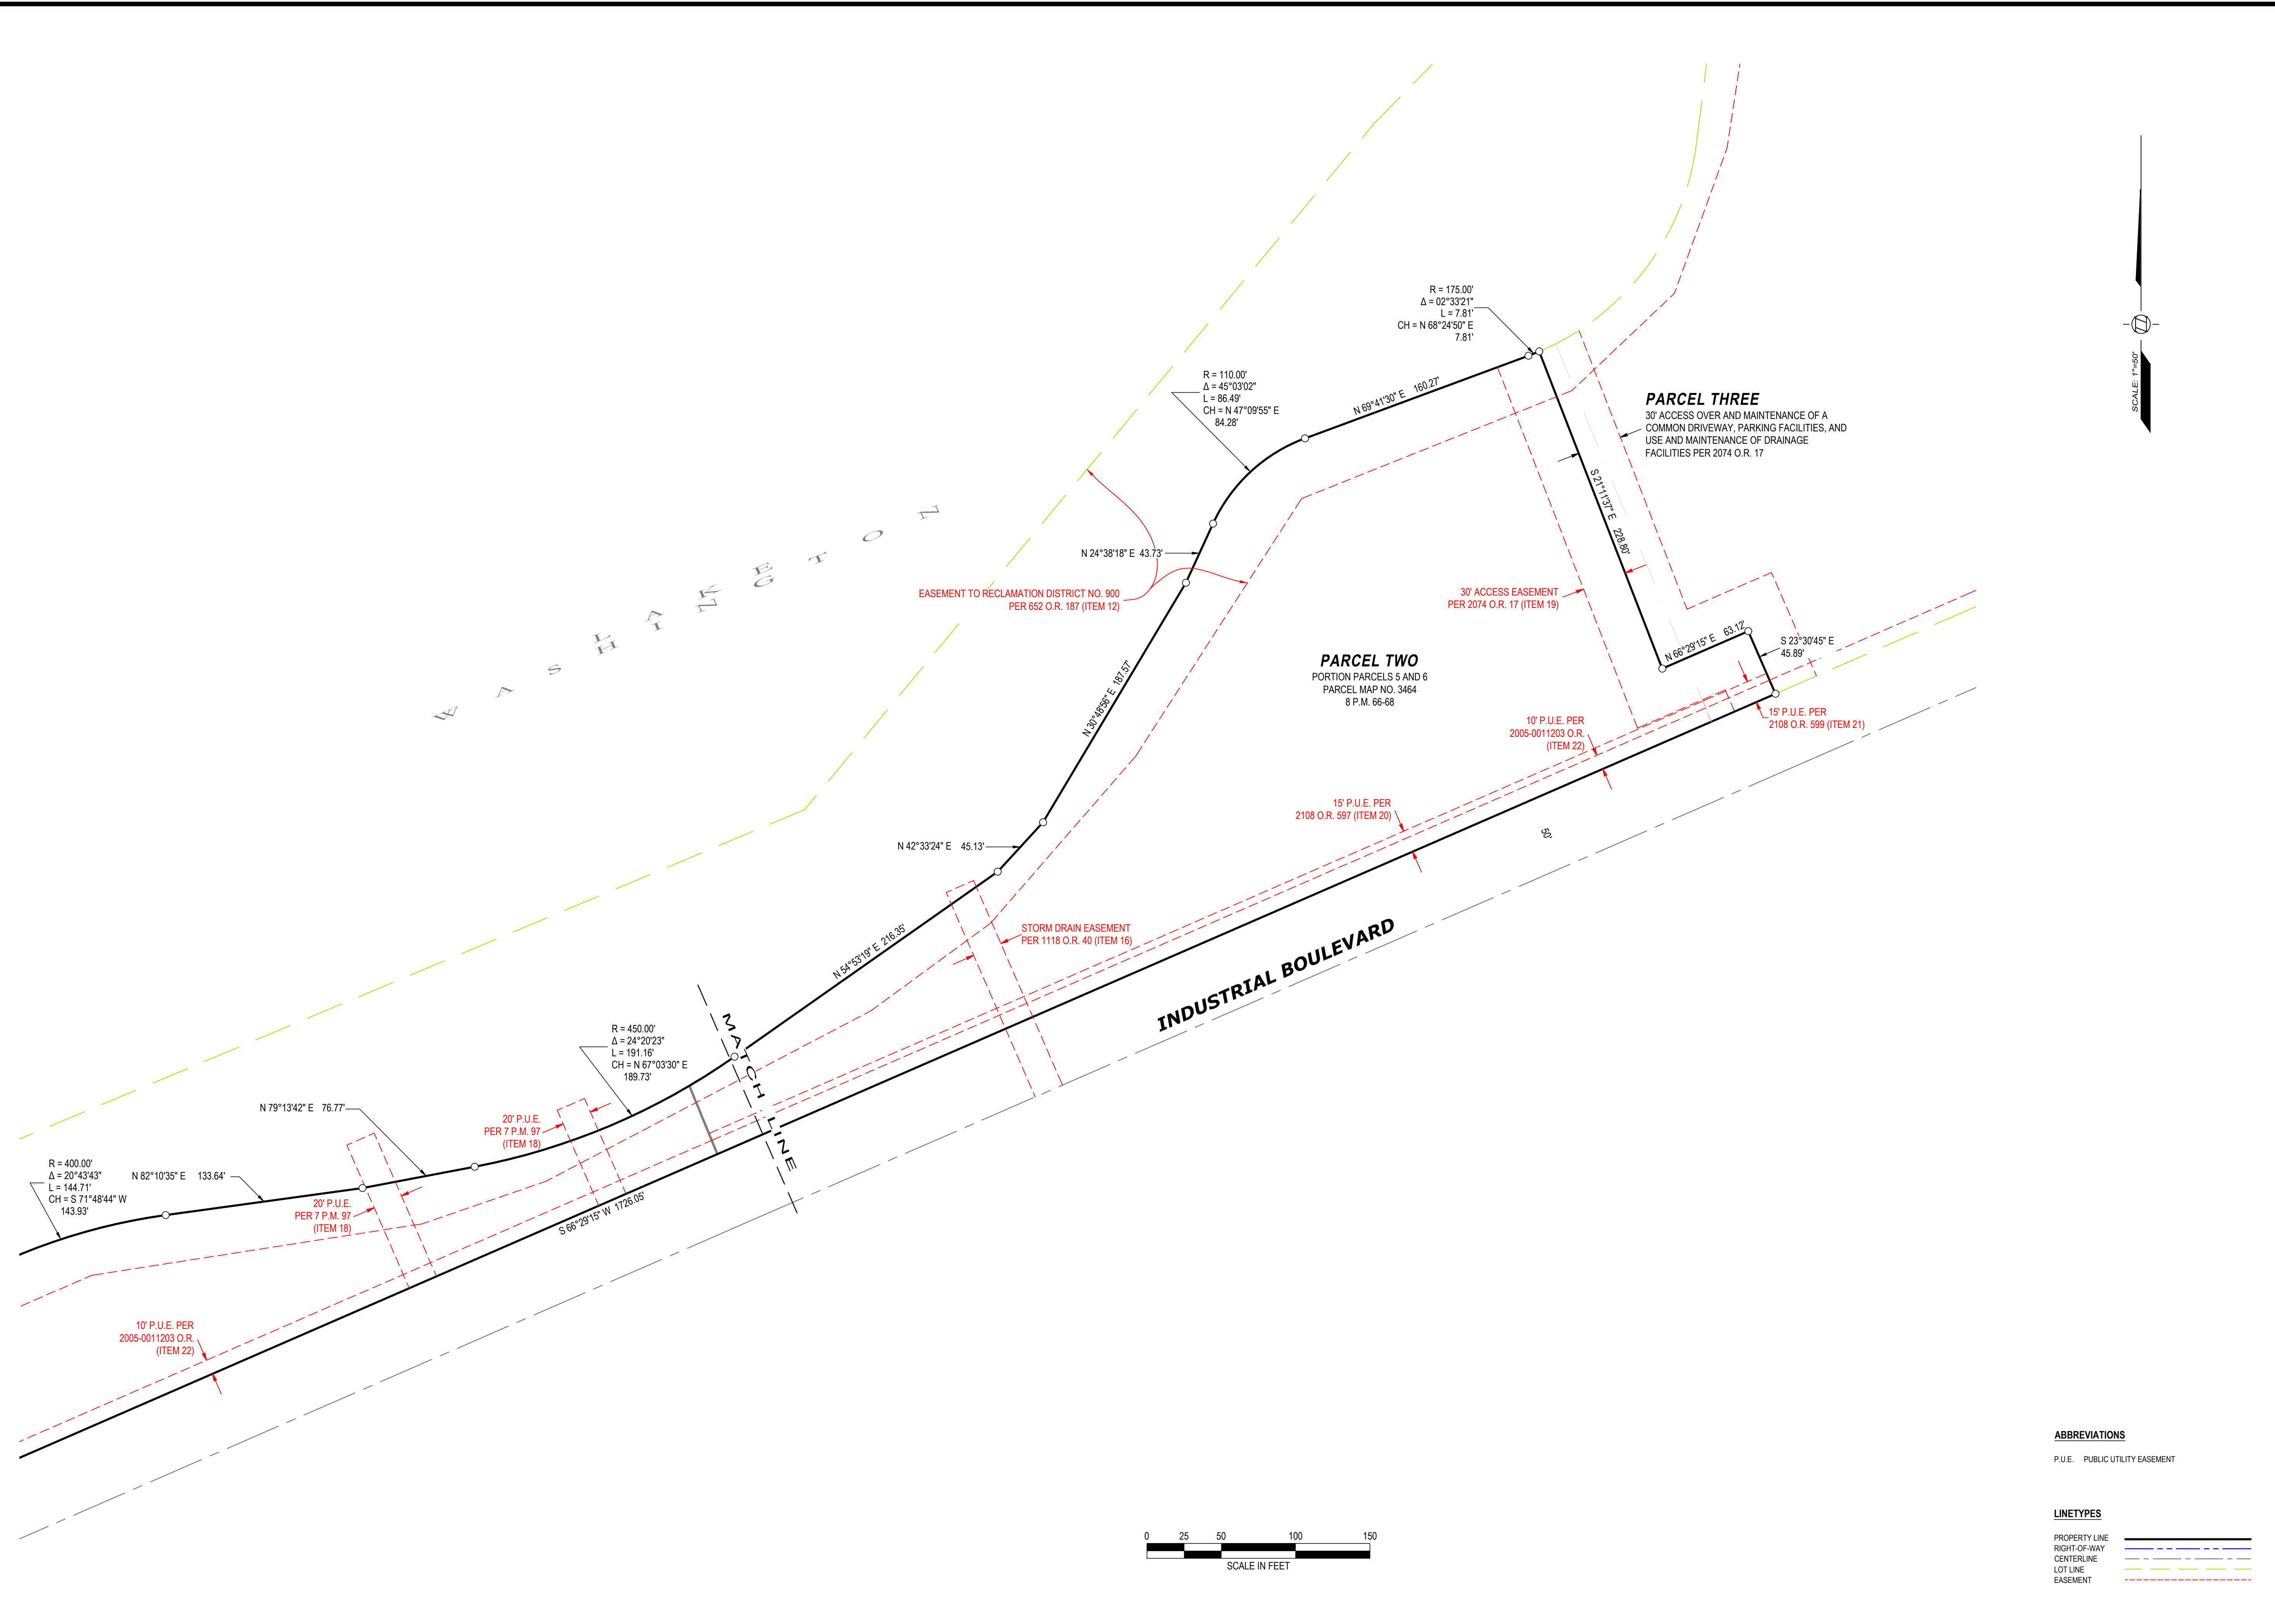 R = 175.00'
Δ = 02°33'21"
L = 7.81'
CH = N 68°24'50" E
7.81'
SCALE: 1"=50'
R = 110.00'
Δ = 45°03'02"
L = 86.49'
CH = N 47°09'55" E
84.28'
N 69°41'30" E 160.27'
PARCEL THREE
30' ACCESS OVER AND MAINTENANCE OF A
COMMON DRIVEWAY, PARKING FACILITIES, AND
USE AND MAINTENANCE OF DRAINAGE
FACILITIES PER 2074 O.R. 17
S 21°11'37" E 228.80'
LAKE
WASHINGTON
N 24°38'18" E 43.73'
EASEMENT TO RECLAMATION DISTRICT NO. 900
PER 652 O.R. 187 (ITEM 12)
30' ACCESS EASEMENT
PER 2074 O.R. 17 (ITEM 19)
N 66°29'15" E 63.12'
S 23°30'45" E
45.89'
PARCEL TWO
PORTION PARCELS 5 AND 6
PARCEL MAP NO. 3464
8 P.M. 66-68
N 30°48'56" E 187.57'
10' P.U.E. PER
2005-0011203 O.R.
(ITEM 22)
15' P.U.E. PER
2108 O.R. 599 (ITEM 21)
15' P.U.E. PER
2108 O.R. 597 (ITEM 20)
50'
N 42°33'24" E 45.13'
STORM DRAIN EASEMENT
PER 1118 O.R. 40 (ITEM 16)
N 54°53'19" E 216.35'
INDUSTRIAL BOULEVARD
MATCH LINE
R = 450.00'
Δ = 24°20'23"
L = 191.16'
CH = N 67°03'30" E
189.73'
N 79°13'42" E 76.77'
20' P.U.E.
PER 7 P.M. 97
(ITEM 18)
R = 400.00'
Δ = 20°43'43"
L = 144.71'
CH = S 71°48'44" W
143.93'
N 82°10'35" E 133.64'
20' P.U.E.
PER 7 P.M. 97
(ITEM 18)
S 66°29'15" W 1726.05'
10' P.U.E. PER
2005-0011203 O.R.
(ITEM 22)
ABBREVIATIONS
P.U.E. PUBLIC UTILITY EASEMENT
LINETYPES
PROPERTY LINE
RIGHT-OF-WAY
CENTERLINE
LOT LINE
EASEMENT
0 25 50 100 150
SCALE IN FEET